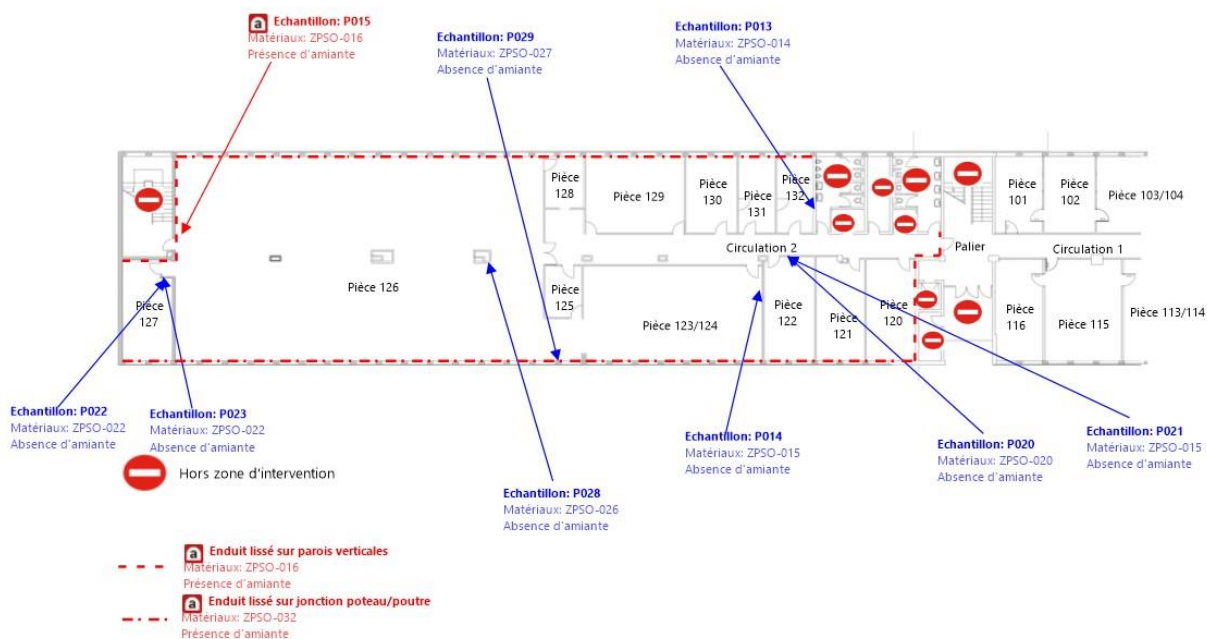 a Echantillon: P015
Matériaux: ZPSO-016
Présence d'amiante
Echantillon: P029
Matériaux: ZPSO-027
Absence d'amiante
Echantillon: P013
Matériaux: ZPSO-014
Absence d'amiante
Pièce
128
Pièce 129
Pièce
130
Pièce
131
Pièce
132
Pièce
101
Pièce
102
Pièce 103/104
Circulation 2
Palier
Circulation 1
Pièce
127
Pièce 126
Pièce
125
Pièce 123/124
Pièce
122
Pièce
121
Pièce
120
Pièce
116
Pièce 115
Pièce 113/114
Echantillon: P022
Matériaux: ZPSO-022
Absence d'amiante
Echantillon: P023
Matériaux: ZPSO-022
Absence d'amiante
Echantillon: P028
Matériaux: ZPSO-026
Absence d'amiante
Echantillon: P014
Matériaux: ZPSO-015
Absence d'amiante
Echantillon: P020
Matériaux: ZPSO-020
Absence d'amiante
Echantillon: P021
Matériaux: ZPSO-015
Absence d'amiante
Hors zone d'intervention
a Enduit lissé sur parois verticales
Matériaux: ZPSO-016
Présence d'amiante
a Enduit lissé sur jonction poteau/poutre
Matériaux: ZPSO-032
Présence d'amiante